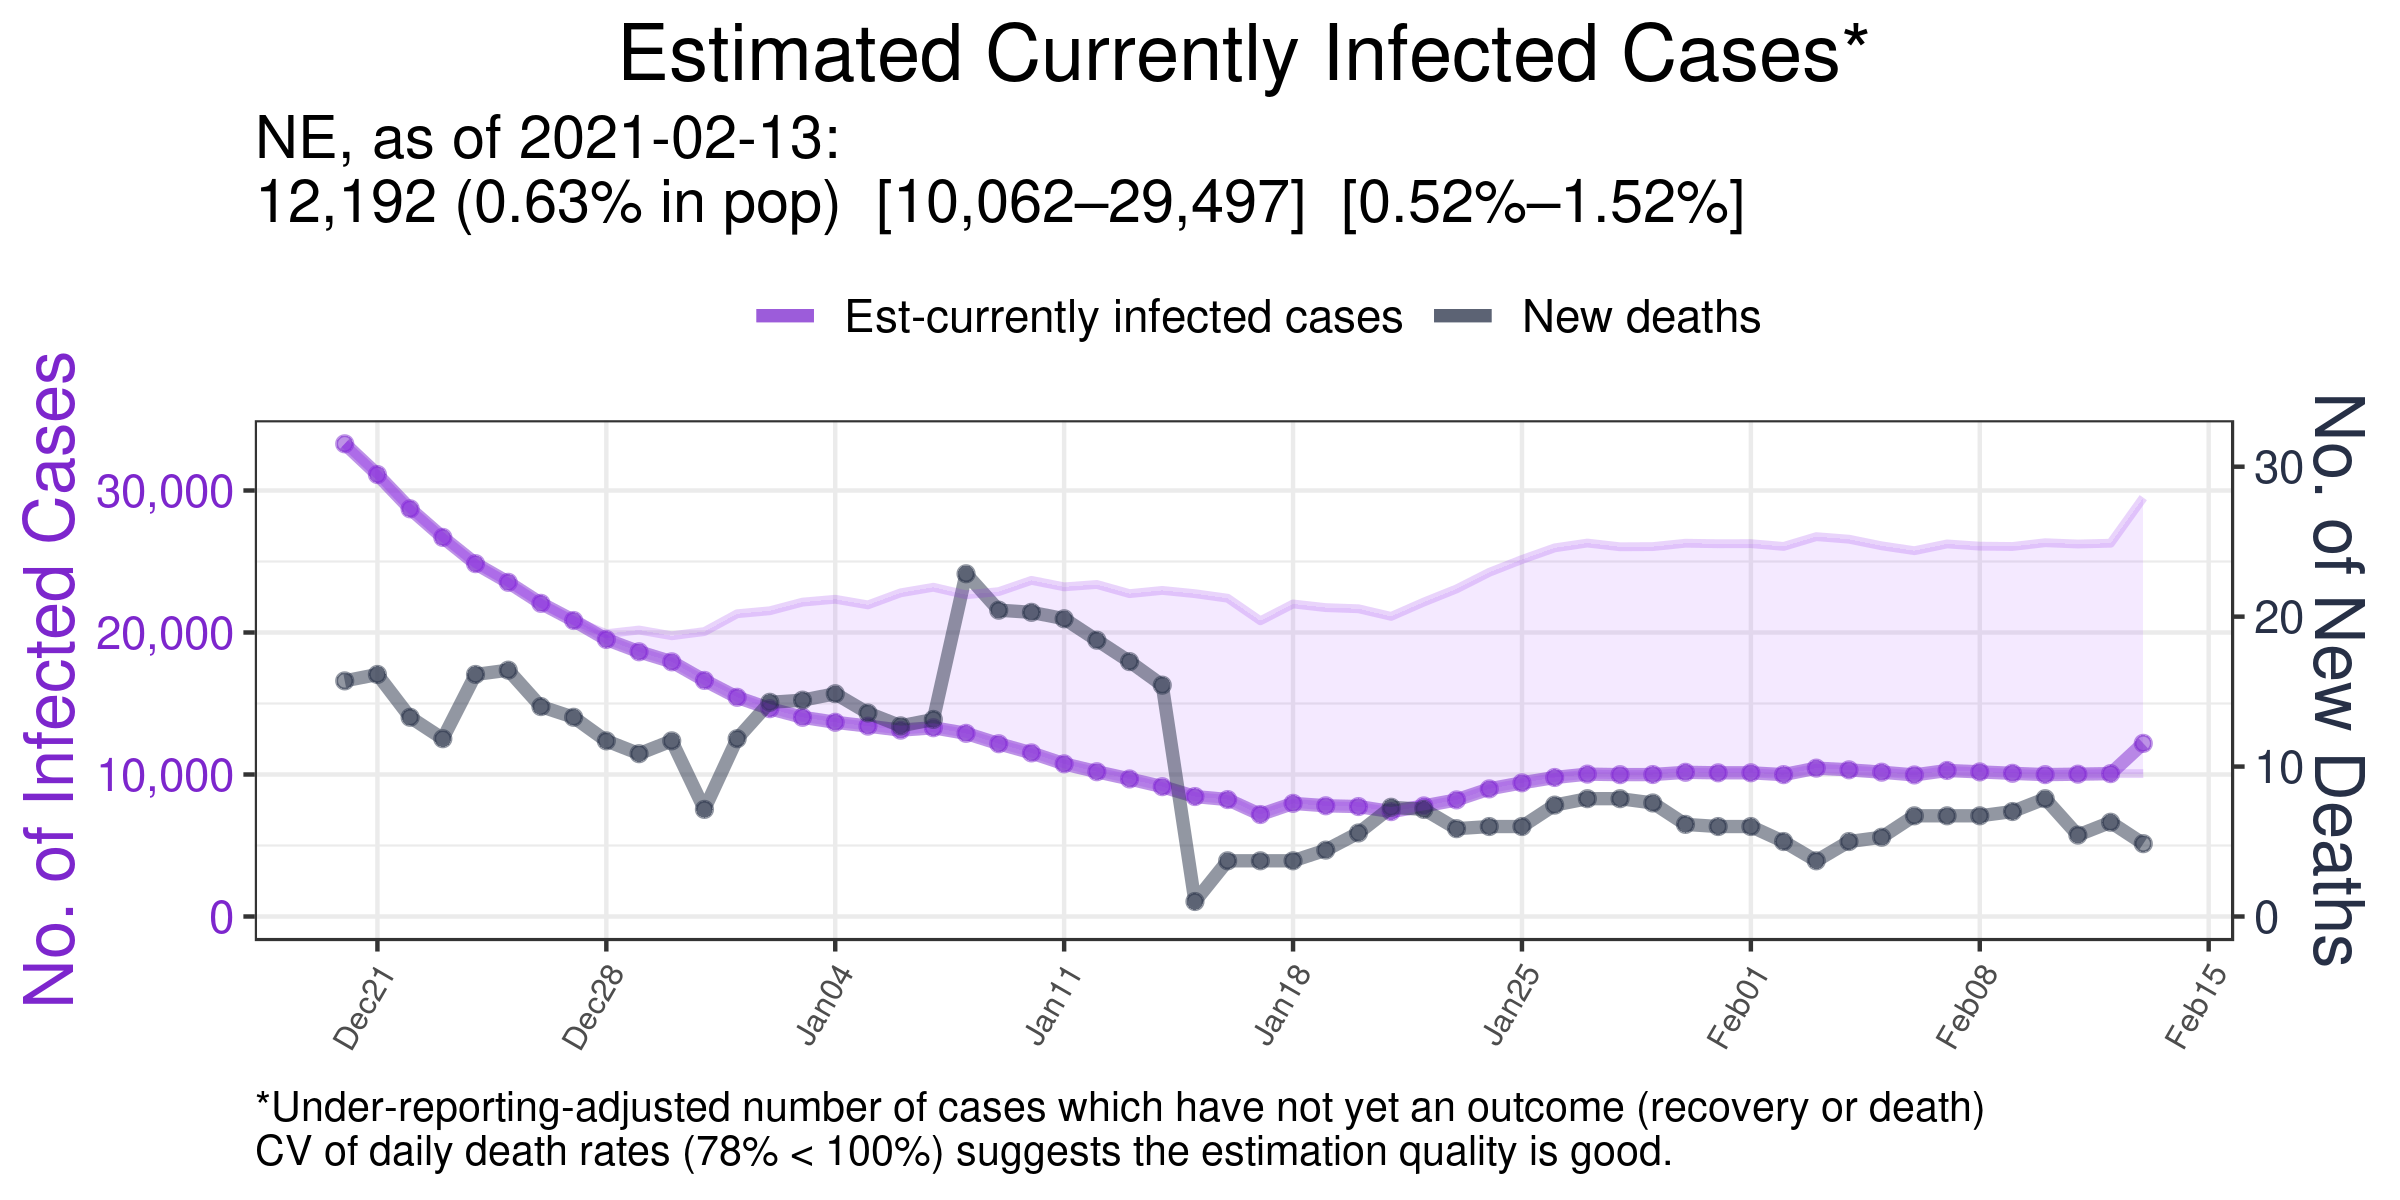 Estimated Currently Infected Cases*
NE, as of 2021-02-13:
12,192 (0.63% in pop)  [10,062–29,497]  [0.52%–1.52%]
Est-currently infected cases
New deaths
No. of Infected Cases
30,000
20,000
10,000
0
No. of New Deaths
30
20
10
0
Dec21
Dec28
Jan04
Jan11
Jan18
Jan25
Feb01
Feb08
Feb15
*Under-reporting-adjusted number of cases which have not yet an outcome (recovery or death)
CV of daily death rates (78% < 100%) suggests the estimation quality is good.